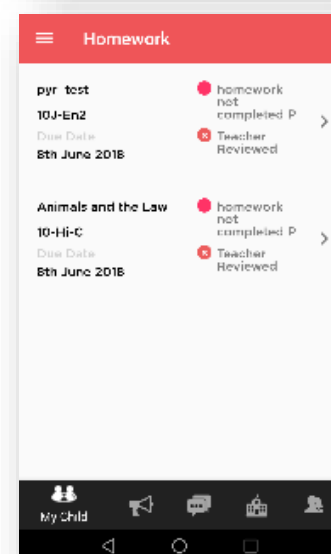 Homework
pyr test
10J-En2
Due Date
8th June 2018
homework
not
completed P
Teacher
Reviewed
Animals and the Law
10-Hi-C
Due Date
8th June 2018
homework
not
completed P
Teacher
Reviewed
My Child